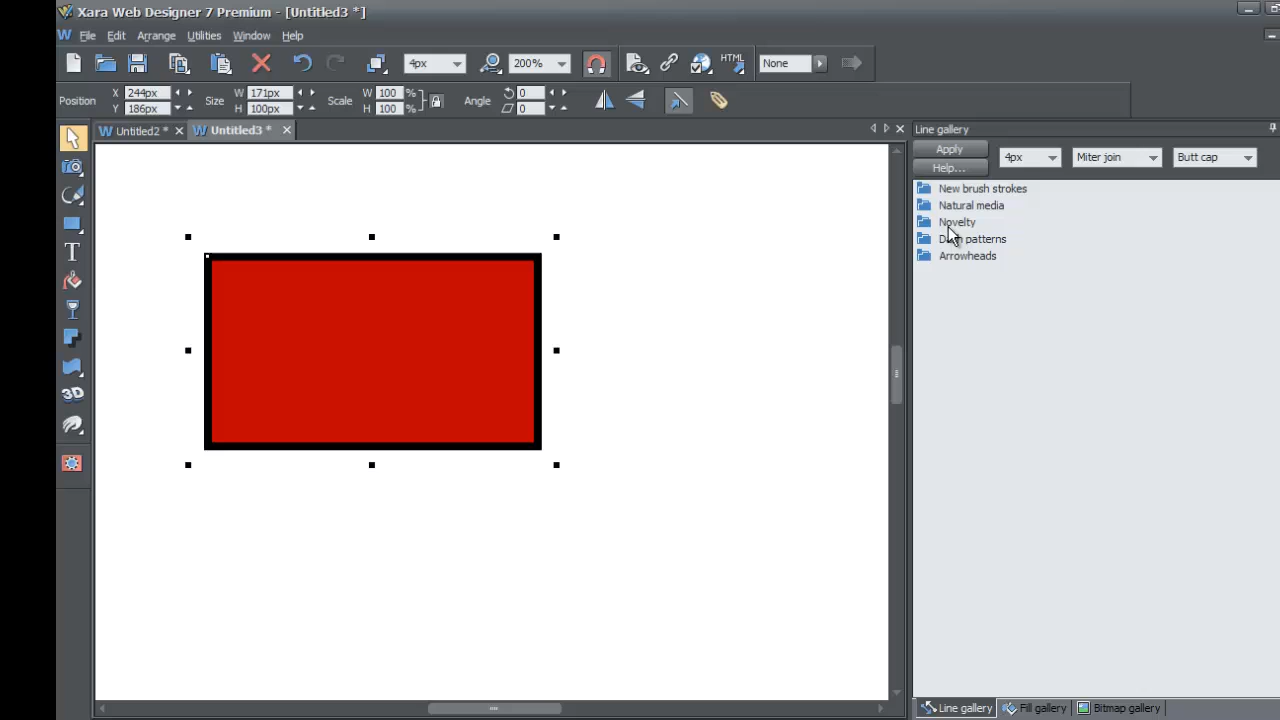 Xara Web Designer 7 Premium - [Untitled3 *]
File Edit Arrange Utilities Window Help
4px 200% HTML None
Position X 244px Y 186px Size W 171px H 100px Scale W 100 % H 100 % Angle 0 0
Untitled2 * Untitled3 * Line gallery
Apply 4px Miter join Butt cap
Help...
New brush strokes
Natural media
Novelty
patterns
Arrowheads
T
3D
Line gallery Fill gallery Bitmap gallery